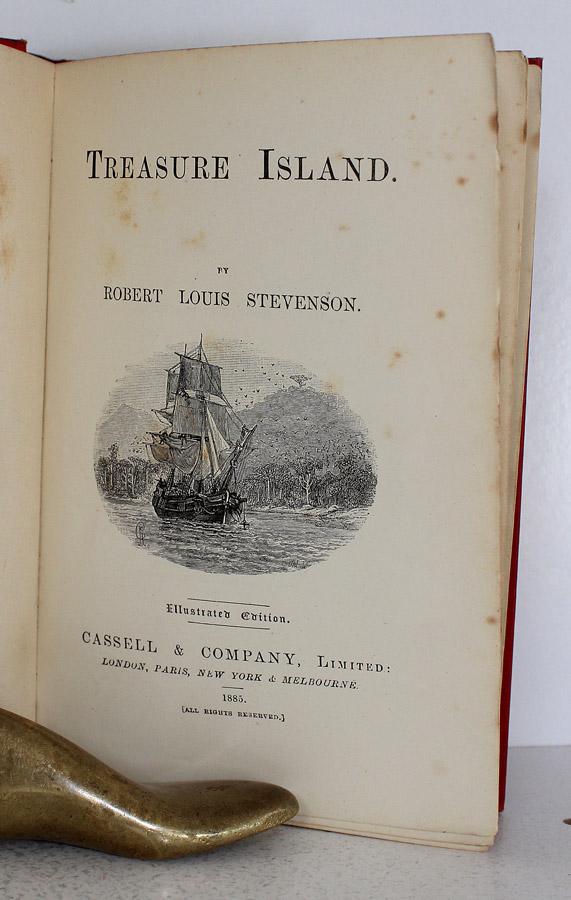 TREASURE ISLAND.
BY
ROBERT LOUIS STEVENSON.
Illustrated Edition.
CASSELL & COMPANY, LIMITED:
LONDON, PARIS, NEW YORK & MELBOURNE.
1885.
[ALL RIGHTS RESERVED.]